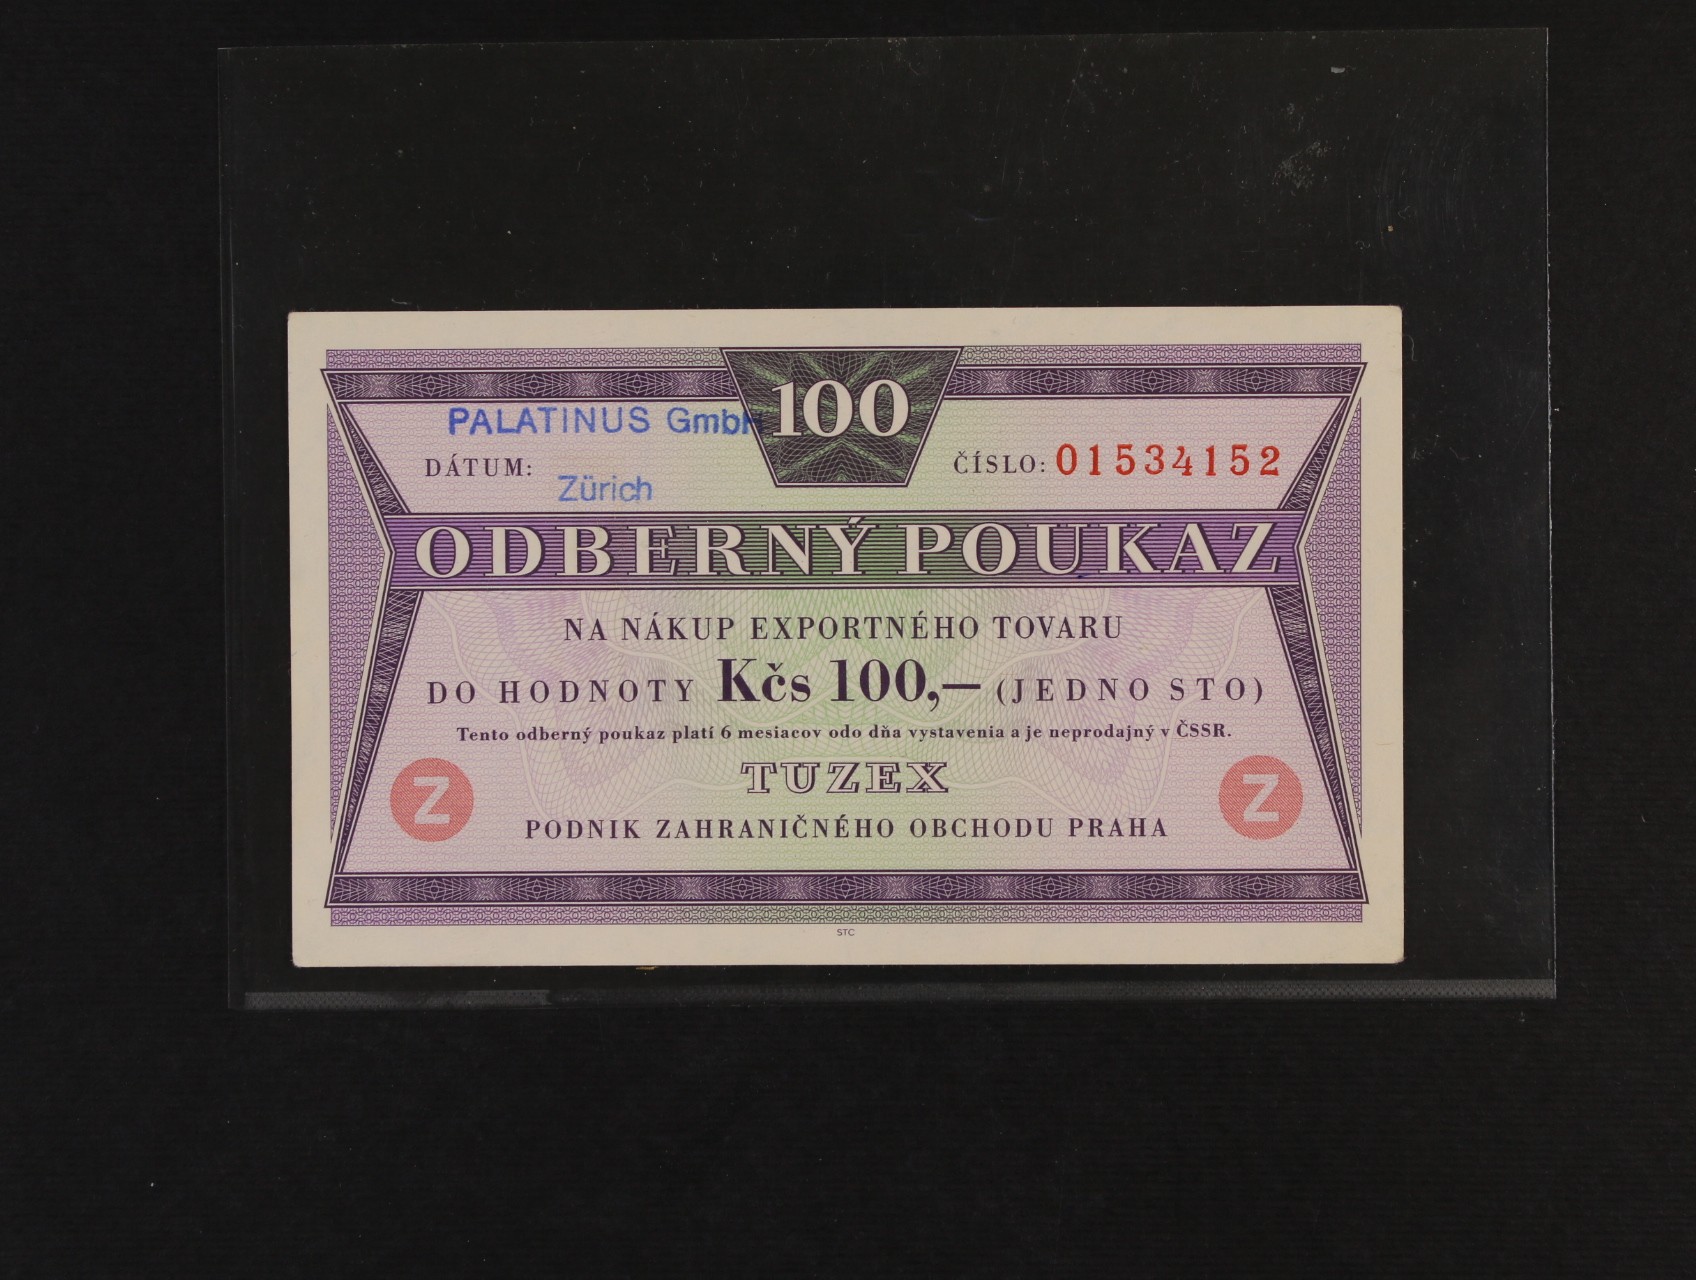 100
PALATINUS GmbH
DÁTUM:
ČÍSLO: 01534152
Zürich
ODBERNÝ POUKAZ
NA NÁKUP EXPORTNÉHO TOVARU
DO HODNOTY Kčs 100,— (JEDNO STO)
Tento odberný poukaz platí 6 mesiacov odo dňa vystavenia a je neprodajný v ČSSR.
TUZEX
Z Z
PODNIK ZAHRANIČNÉHO OBCHODU PRAHA
STC